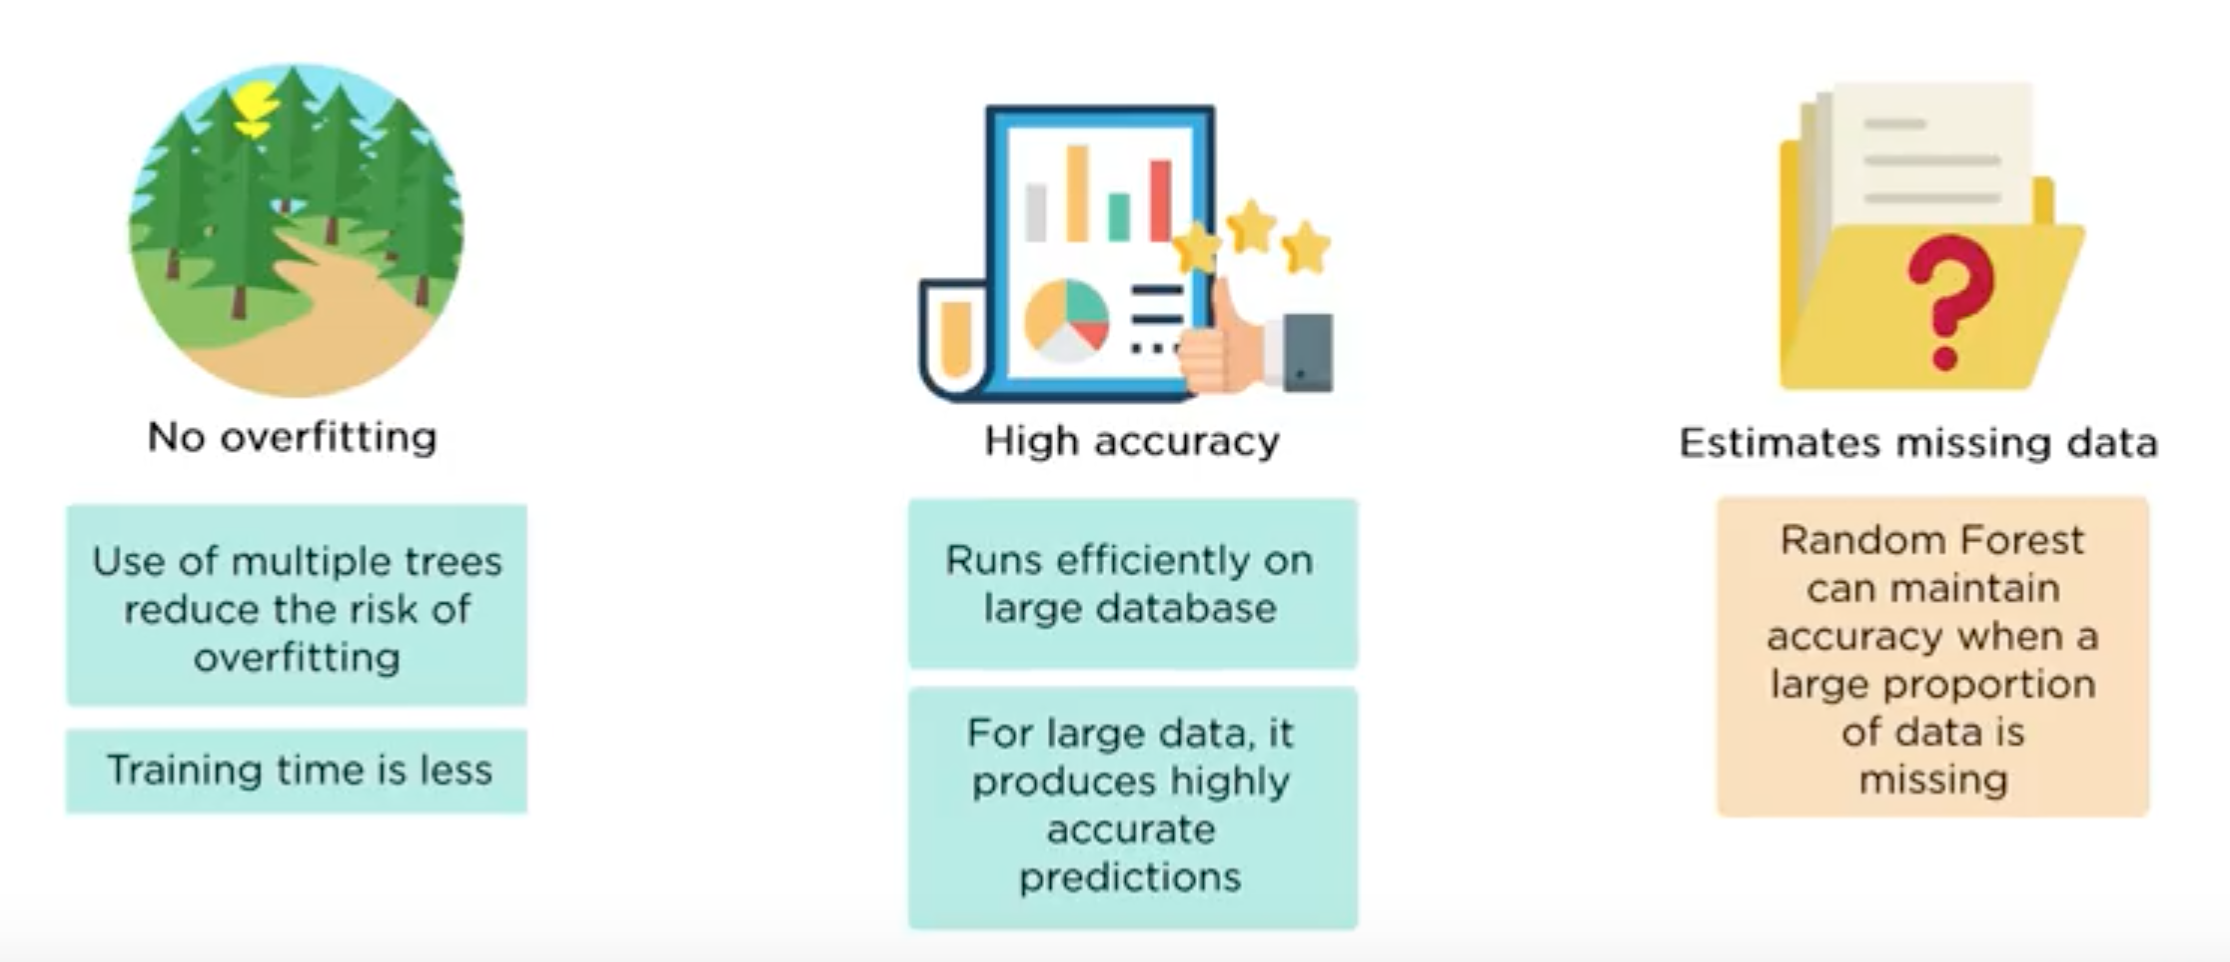 No overfitting
Use of multiple trees
reduce the risk of
overfitting
Training time is less
High accuracy
Runs efficiently on
large database
For large data, it
produces highly
accurate
predictions
Estimates missing data
Random Forest
can maintain
accuracy when a
large proportion
of data is
missing